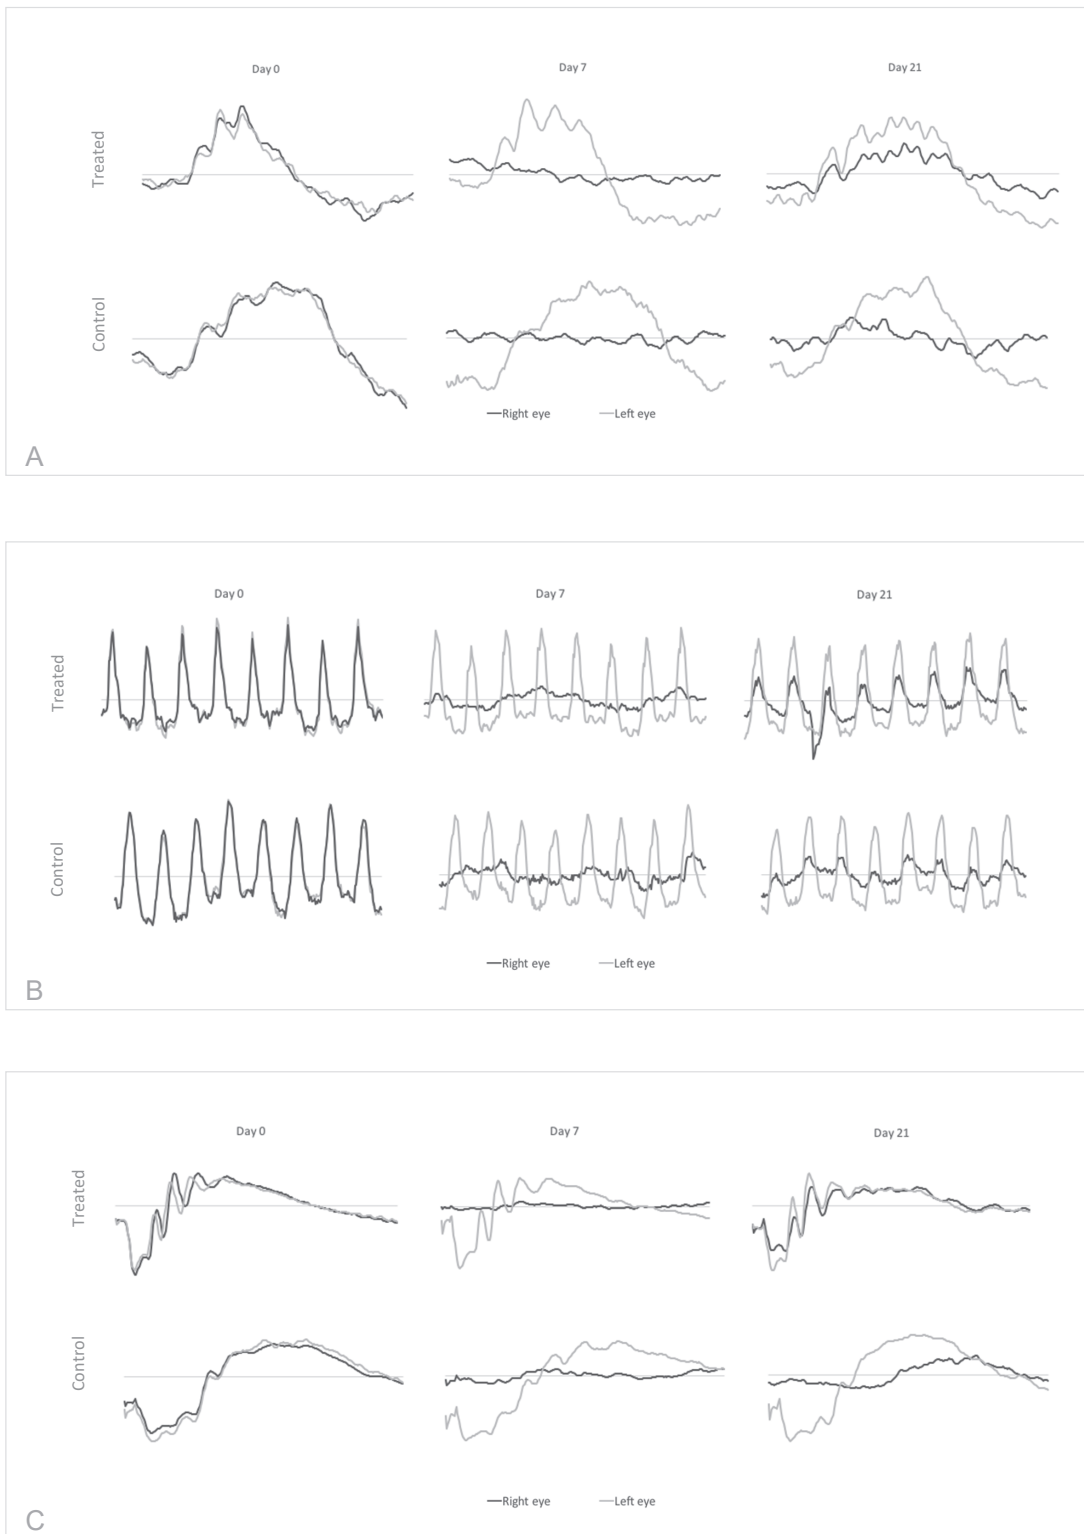 Day 0 Day 7 Day 21
Treated
Control
Right eye Left eye
A
Day 0 Day 7 Day 21
Treated
Control
Right eye Left eye
B
Day 0 Day 7 Day 21
Treated
Control
Right eye Left eye
C